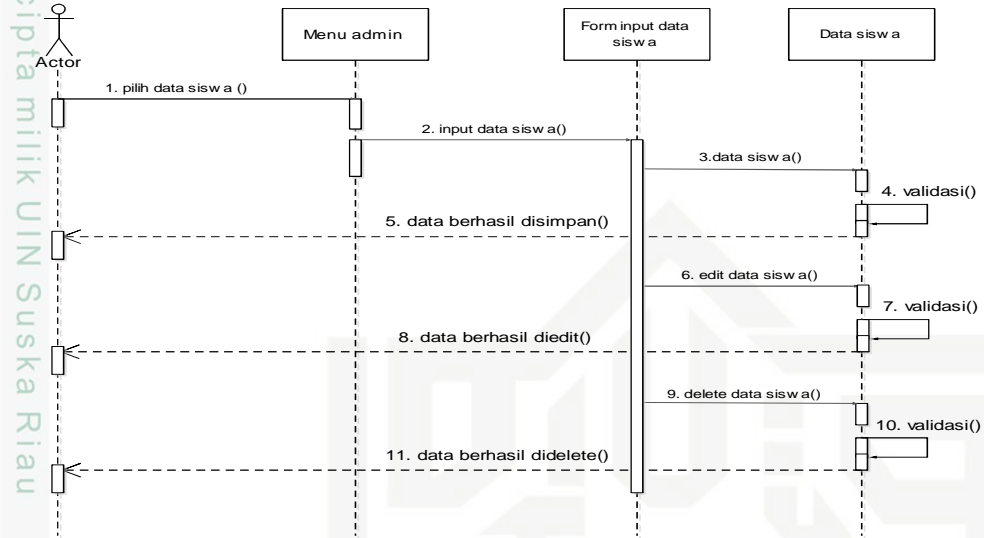 cipta milik UIN Suska Riau
Actor
Menu admin
Form input data
siswa
Data siswa
1. pilih data siswa ()
2. input data siswa()
3.data siswa()
4. validasi()
5. data berhasil disimpan()
6. edit data siswa()
7. validasi()
8. data berhasil diedit()
9. delete data siswa()
10. validasi()
11. data berhasil didelete()